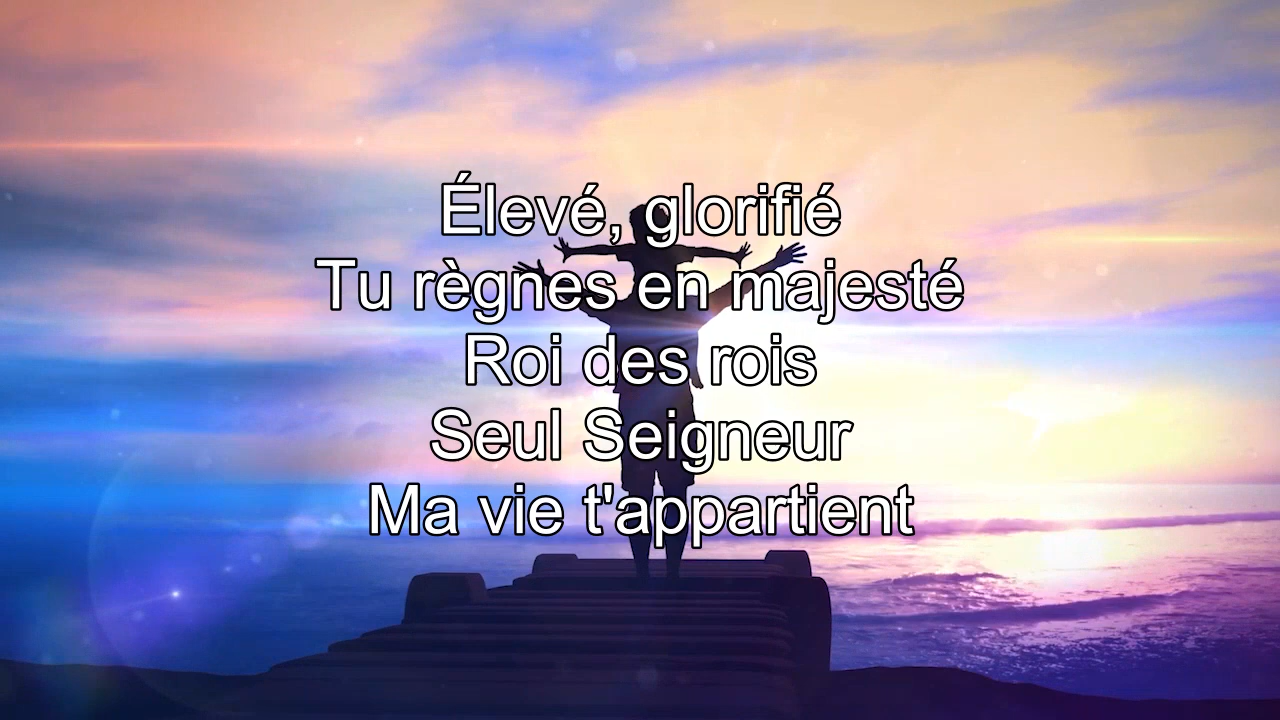 Élevé, glorifié
Tu règnes en majesté
Roi des rois
Seul Seigneur
Ma vie t'appartient